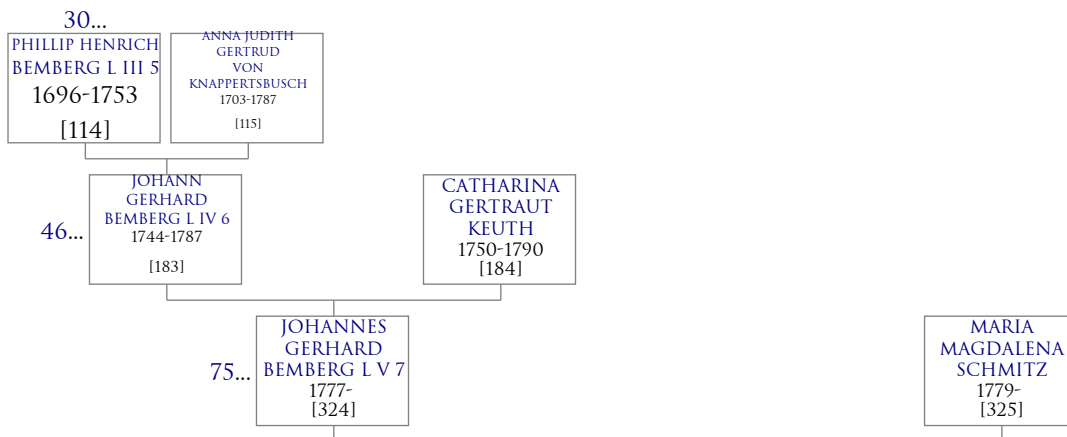 30...
PHILLIP HENRICH
BEMBERG L III 5
1696-1753
[114]
ANNA JUDITH
GERTRUD
VON
KNAPPERTSBUSCH
1703-1787
[115]
46...
JOHANN
GERHARD
BEMBERG L IV 6
1744-1787
[183]
CATHARINA
GERTRAUT
KEUTH
1750-1790
[184]
75...
JOHANNES
GERHARD
BEMBERG L V 7
1777-
[324]
MARIA
MAGDALENA
SCHMITZ
1779-
[325]